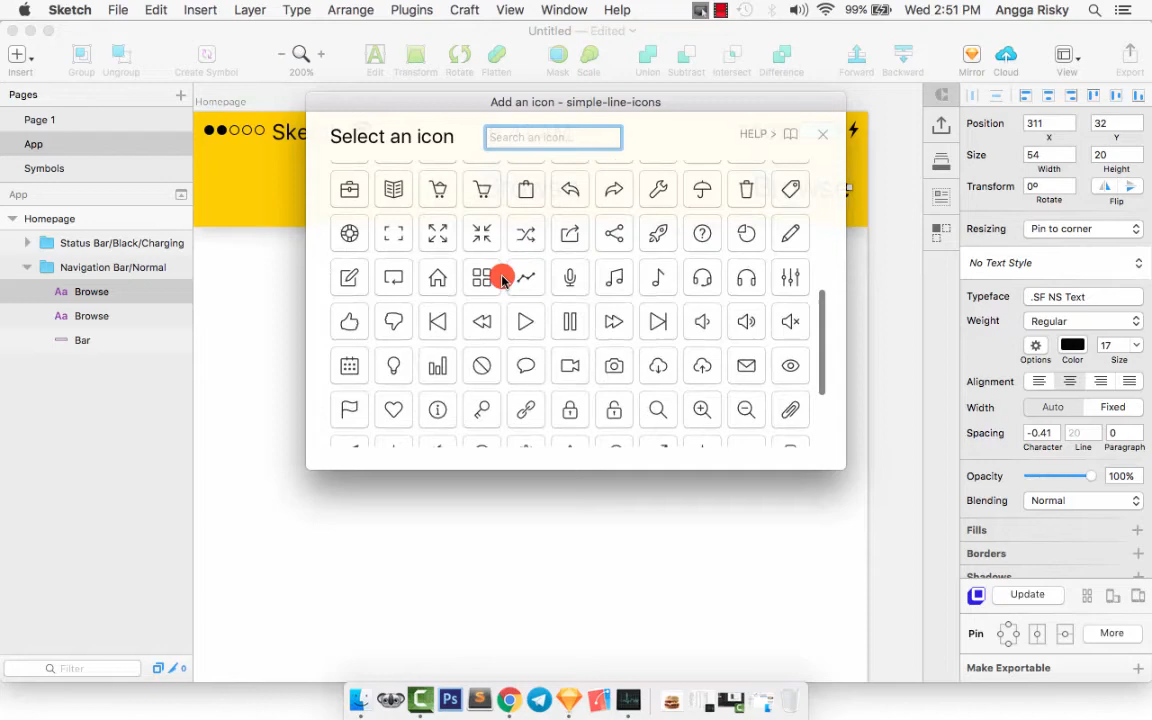 Sketch File Edit Insert Layer Type Arrange Plugins Craft View Window Help 99% Wed 2:51 PM Angga Risky
Untitled — Edited
Insert Group Ungroup Create Symbol 200% Edit Transform Rotate Flatten Mask Scale Union Subtract Intersect Difference Forward Backward Mirror Cloud View Export
Pages
Page 1
App
Symbols
App
Homepage
Status Bar/Black/Charging
Navigation Bar/Normal
Aa Browse
Aa Browse
Bar
Filter
0
Homepage
Ske
Add an icon - simple-line-icons
Select an icon
Search an icon...
HELP >
Position 311 32
X Y
Size 54 20
Width Height
Transform 0º
Rotate Flip
Resizing Pin to corner
No Text Style
Typeface .SF NS Text
Weight Regular
17
Options Color Size
Alignment
Width Auto Fixed
Spacing -0.41 20 0
Character Line Paragraph
Opacity 100%
Blending Normal
Fills
Borders
Shadows
Update
Pin More
Make Exportable